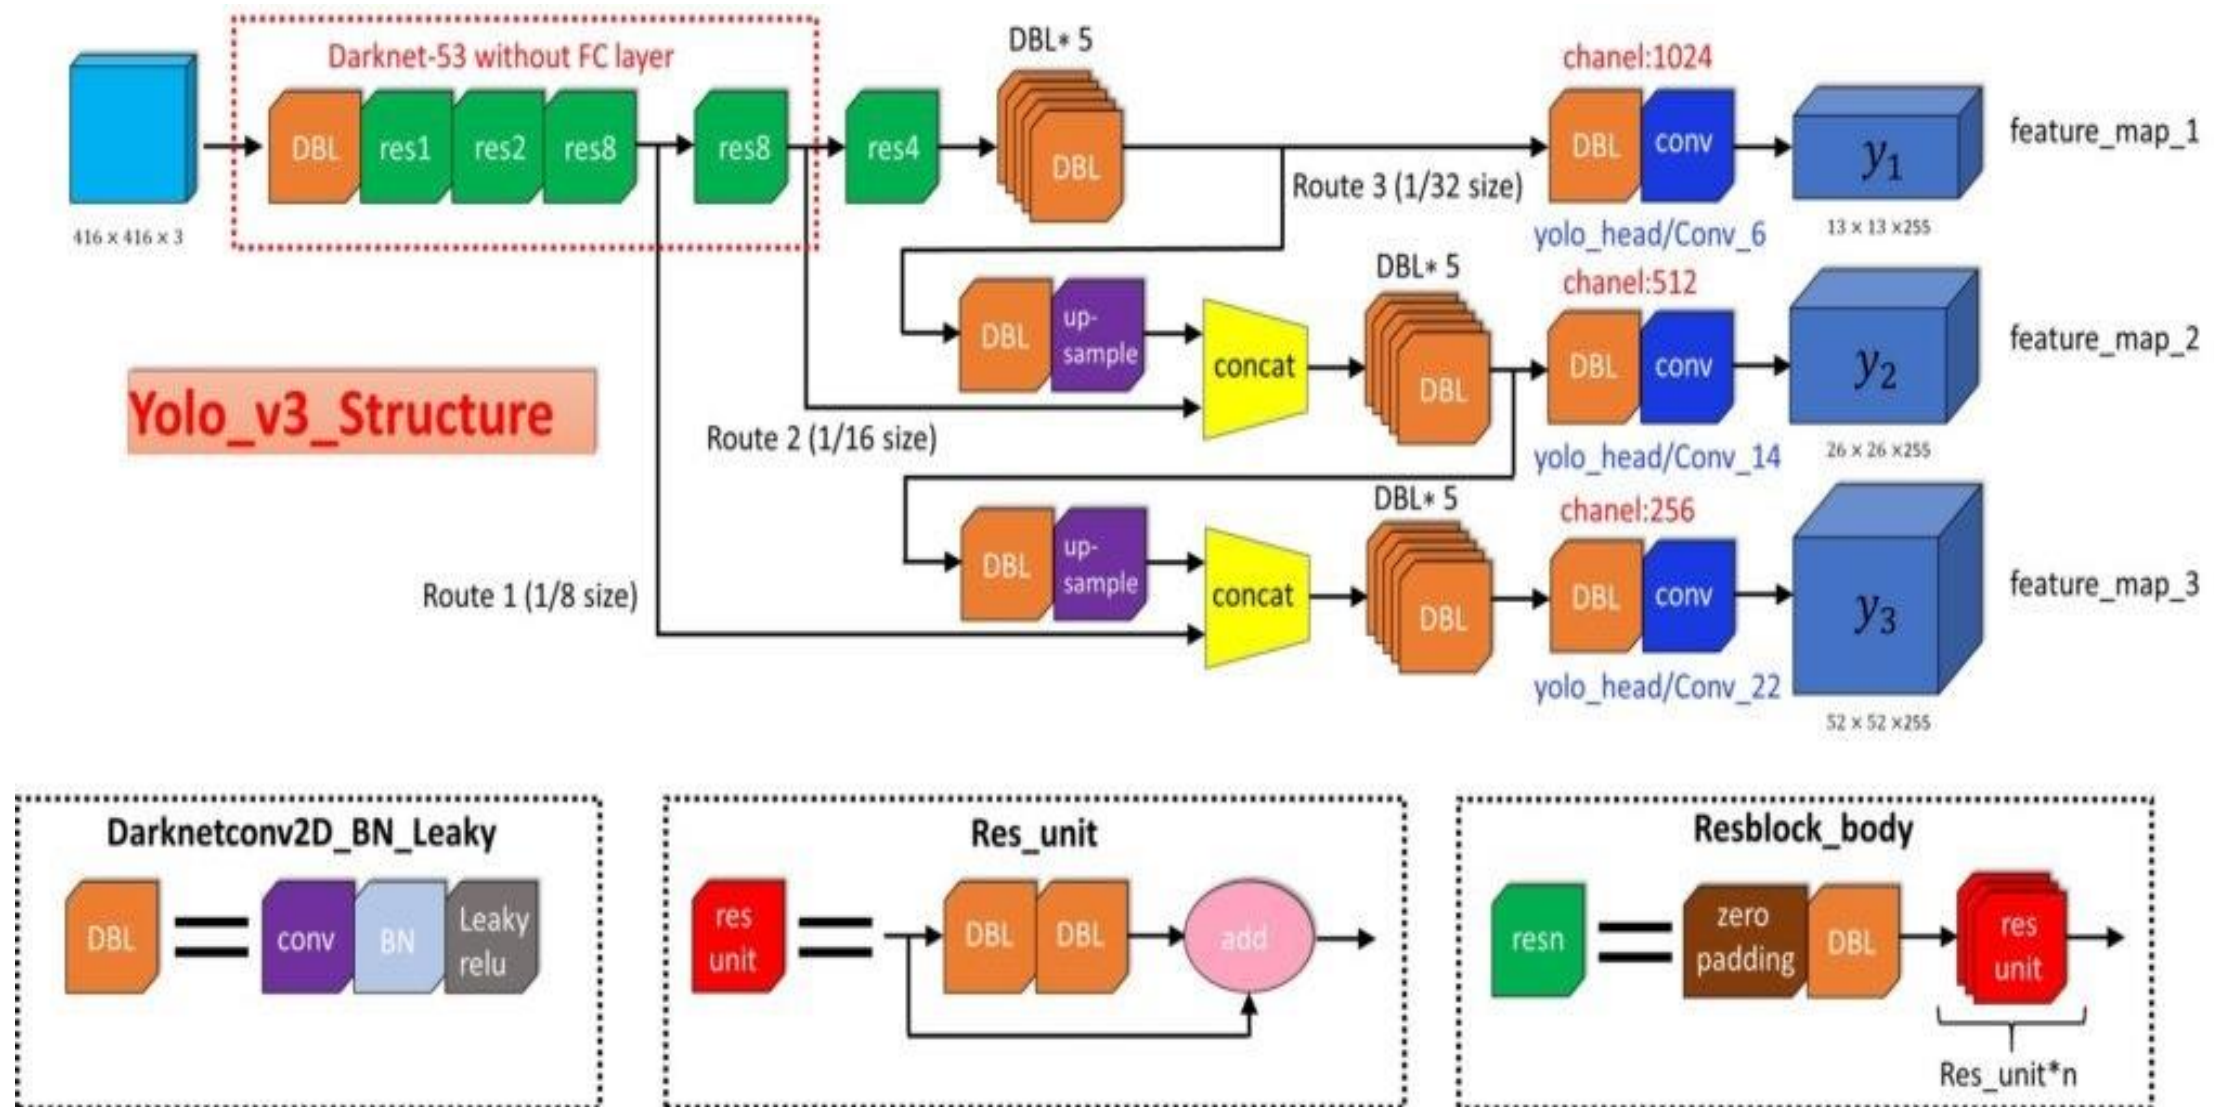 DBL* 5
chanel:1024
Darknet-53 without FC layer
DBL
res1
res2
res8
res8
res4
DBL
DBL
conv
y1
feature_map_1
Route 3 (1/32 size)
416 × 416 × 3
yolo_head/Conv_6
13 × 13 ×255
DBL* 5
chanel:512
DBL
up-
sample
concat
DBL
DBL
conv
y2
feature_map_2
Yolo_v3_Structure
Route 2 (1/16 size)
yolo_head/Conv_14
26 × 26 ×255
DBL* 5
chanel:256
DBL
up-
sample
concat
DBL
DBL
conv
y3
feature_map_3
Route 1 (1/8 size)
yolo_head/Conv_22
52 × 52 ×255
Darknetconv2D_BN_Leaky
DBL
conv
BN
Leaky
relu
Res_unit
res
unit
DBL
DBL
add
Resblock_body
resn
zero
padding
DBL
res
unit
Res_unit*n